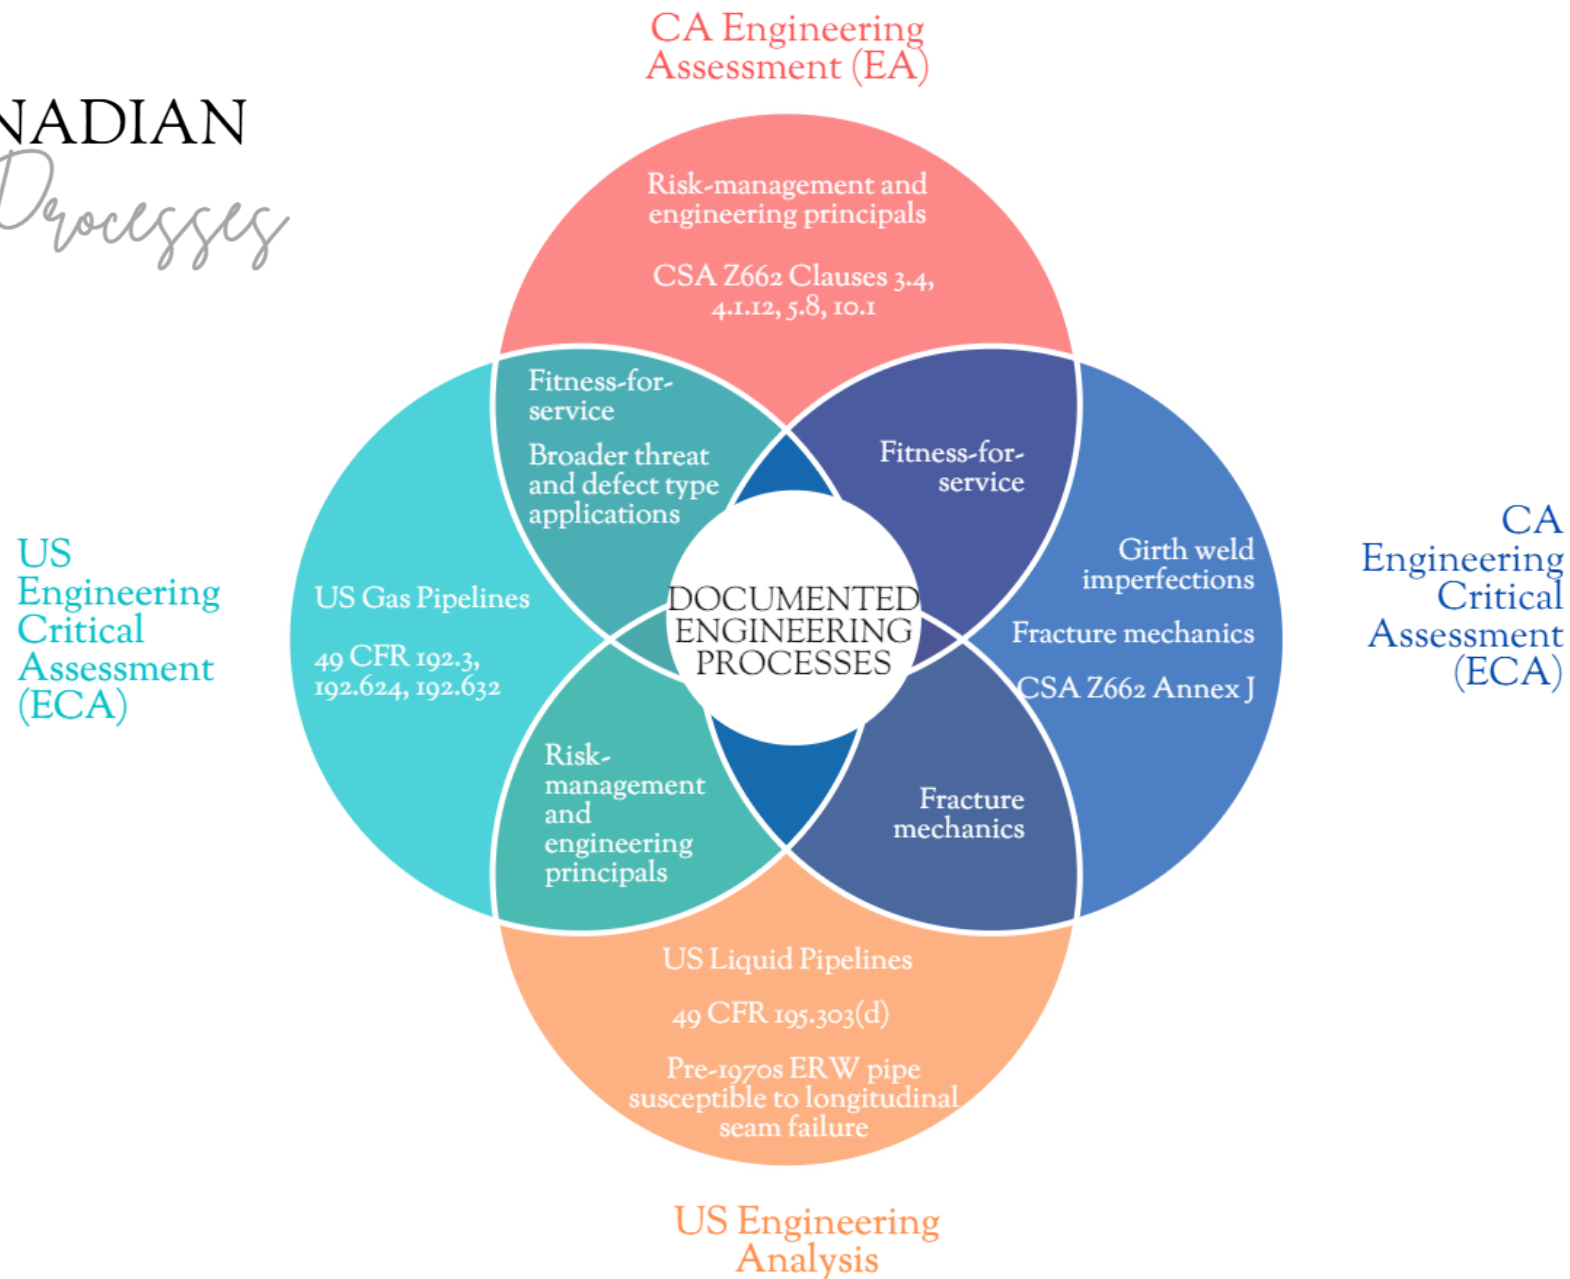 CA Engineering
Assessment (EA)
NADIAN
Processes
Risk-management and
engineering principals
CSA Z662 Clauses 3.4,
4.1.12, 5.8, 10.1
Fitness-for-
service
Broader threat
and defect type
applications
Fitness-for-
service
US
Engineering
Critical
Assessment
(ECA)
US Gas Pipelines
49 CFR 192.3,
192.624, 192.632
DOCUMENTED
ENGINEERING
PROCESSES
Girth weld
imperfections
Fracture mechanics
CSA Z662 Annex J
CA
Engineering
Critical
Assessment
(ECA)
Risk-
management
and
engineering
principals
Fracture
mechanics
US Liquid Pipelines
49 CFR 195.303(d)
Pre-1970s ERW pipe
susceptible to longitudinal
seam failure
US Engineering
Analysis